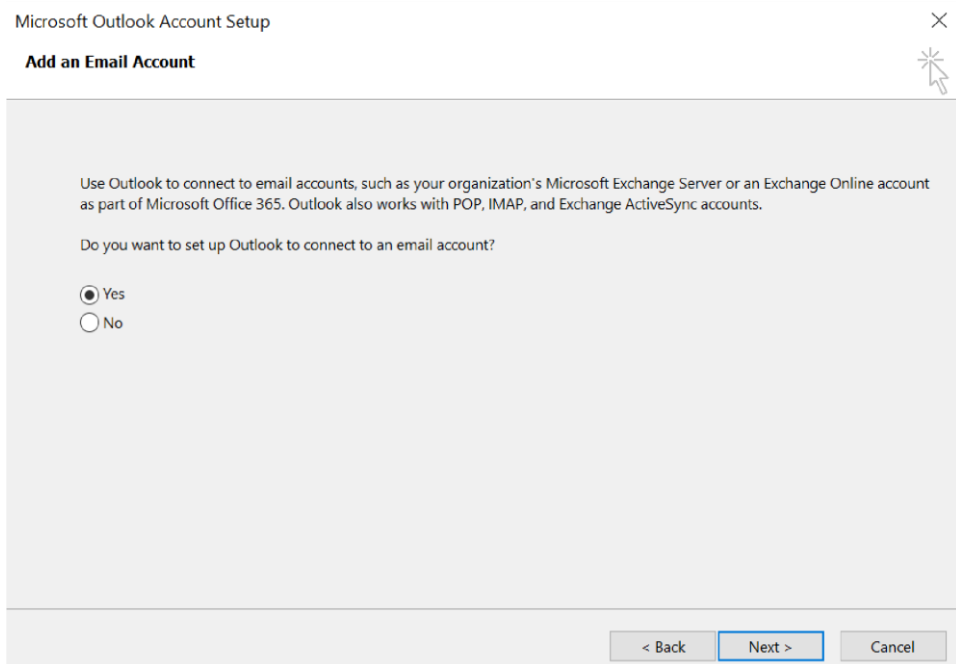 Microsoft Outlook Account Setup
Add an Email Account
Use Outlook to connect to email accounts, such as your organization's Microsoft Exchange Server or an Exchange Online account
as part of Microsoft Office 365. Outlook also works with POP, IMAP, and Exchange ActiveSync accounts.
Do you want to set up Outlook to connect to an email account?
Yes
No
< Back Next > Cancel